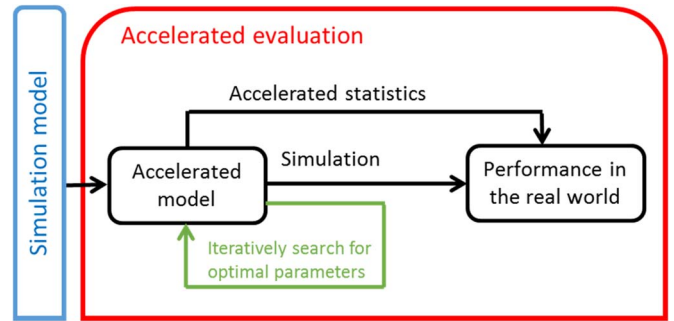 Simulation model
Accelerated evaluation
Accelerated statistics
Accelerated
model
Simulation
Performance in
the real world
Iteratively search for
optimal parameters